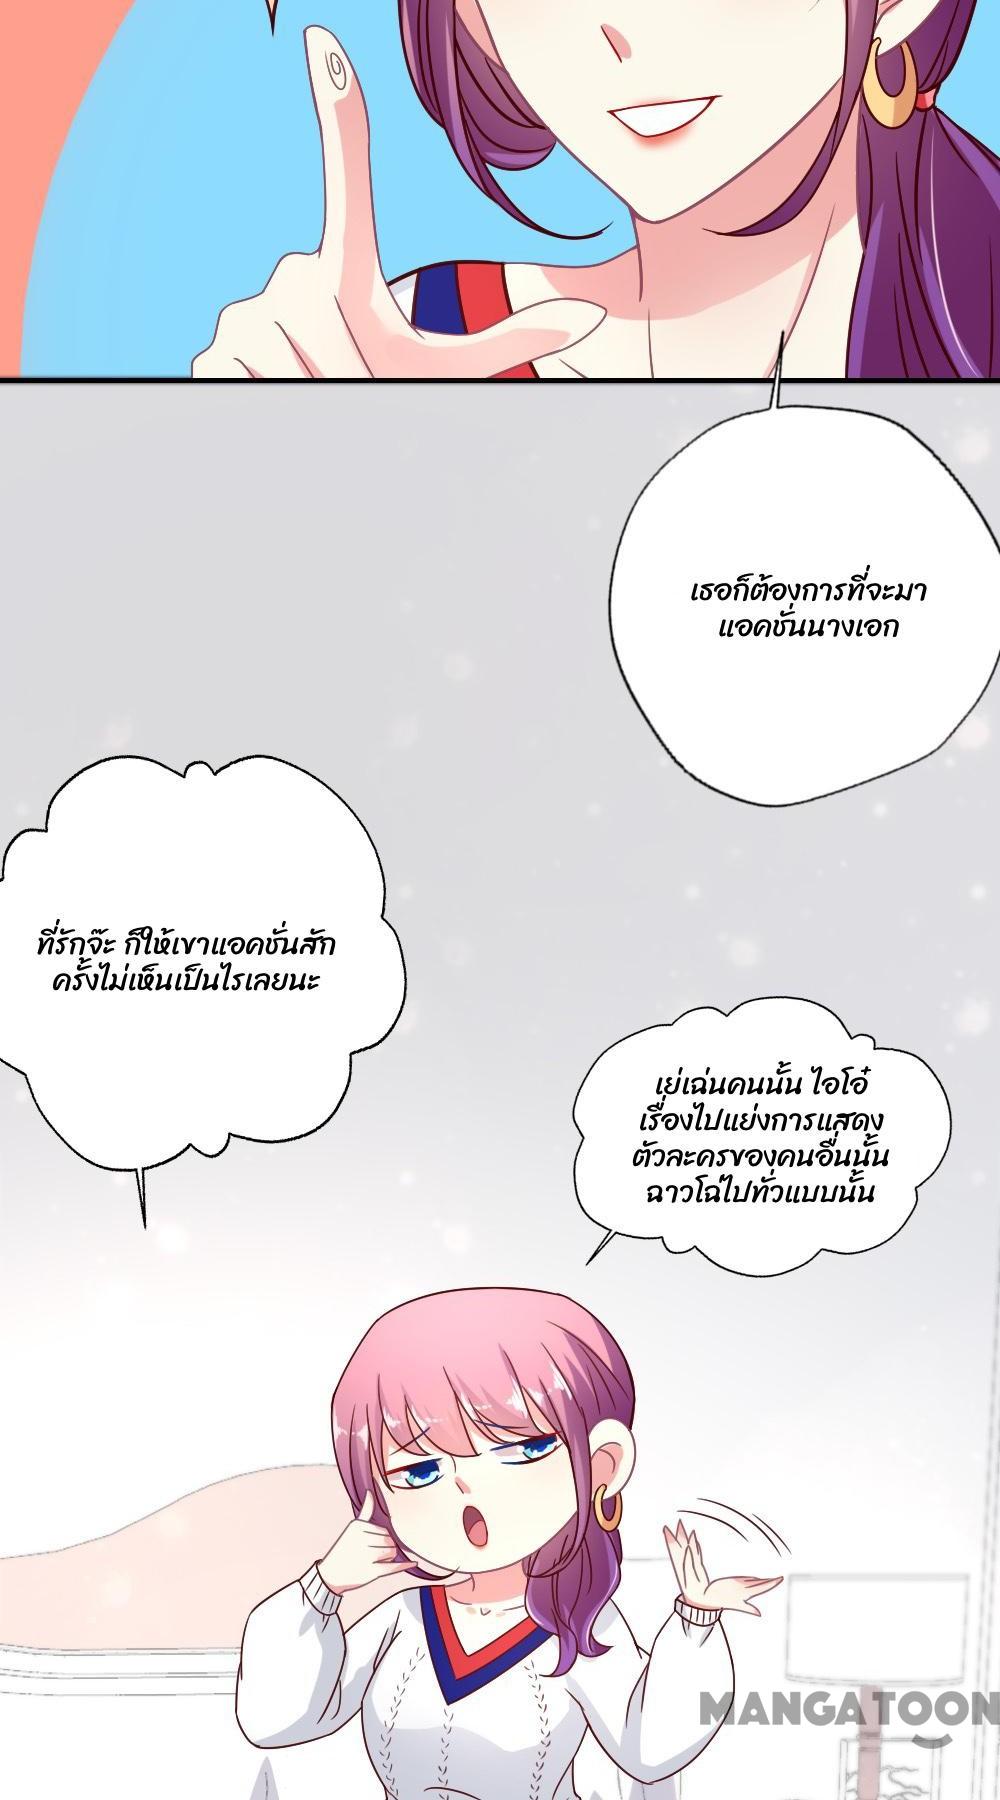 เธอก็ต้องการที่จะมา
แอคชั่นนางเอก
ที่รักจ๊ะ ก็ให้เขาแอคชั่นสัก
ครั้งไม่เห็นเป็นไรเลยนะ
เย่เฉ่นคนนั้น ไอโอ๋
เรื่องไปแย่งการแสดง
ตัวละครของคนอื่นนั้น
ฉาวโฉ่ไปทั่วแบบนั้น
MANGATOON